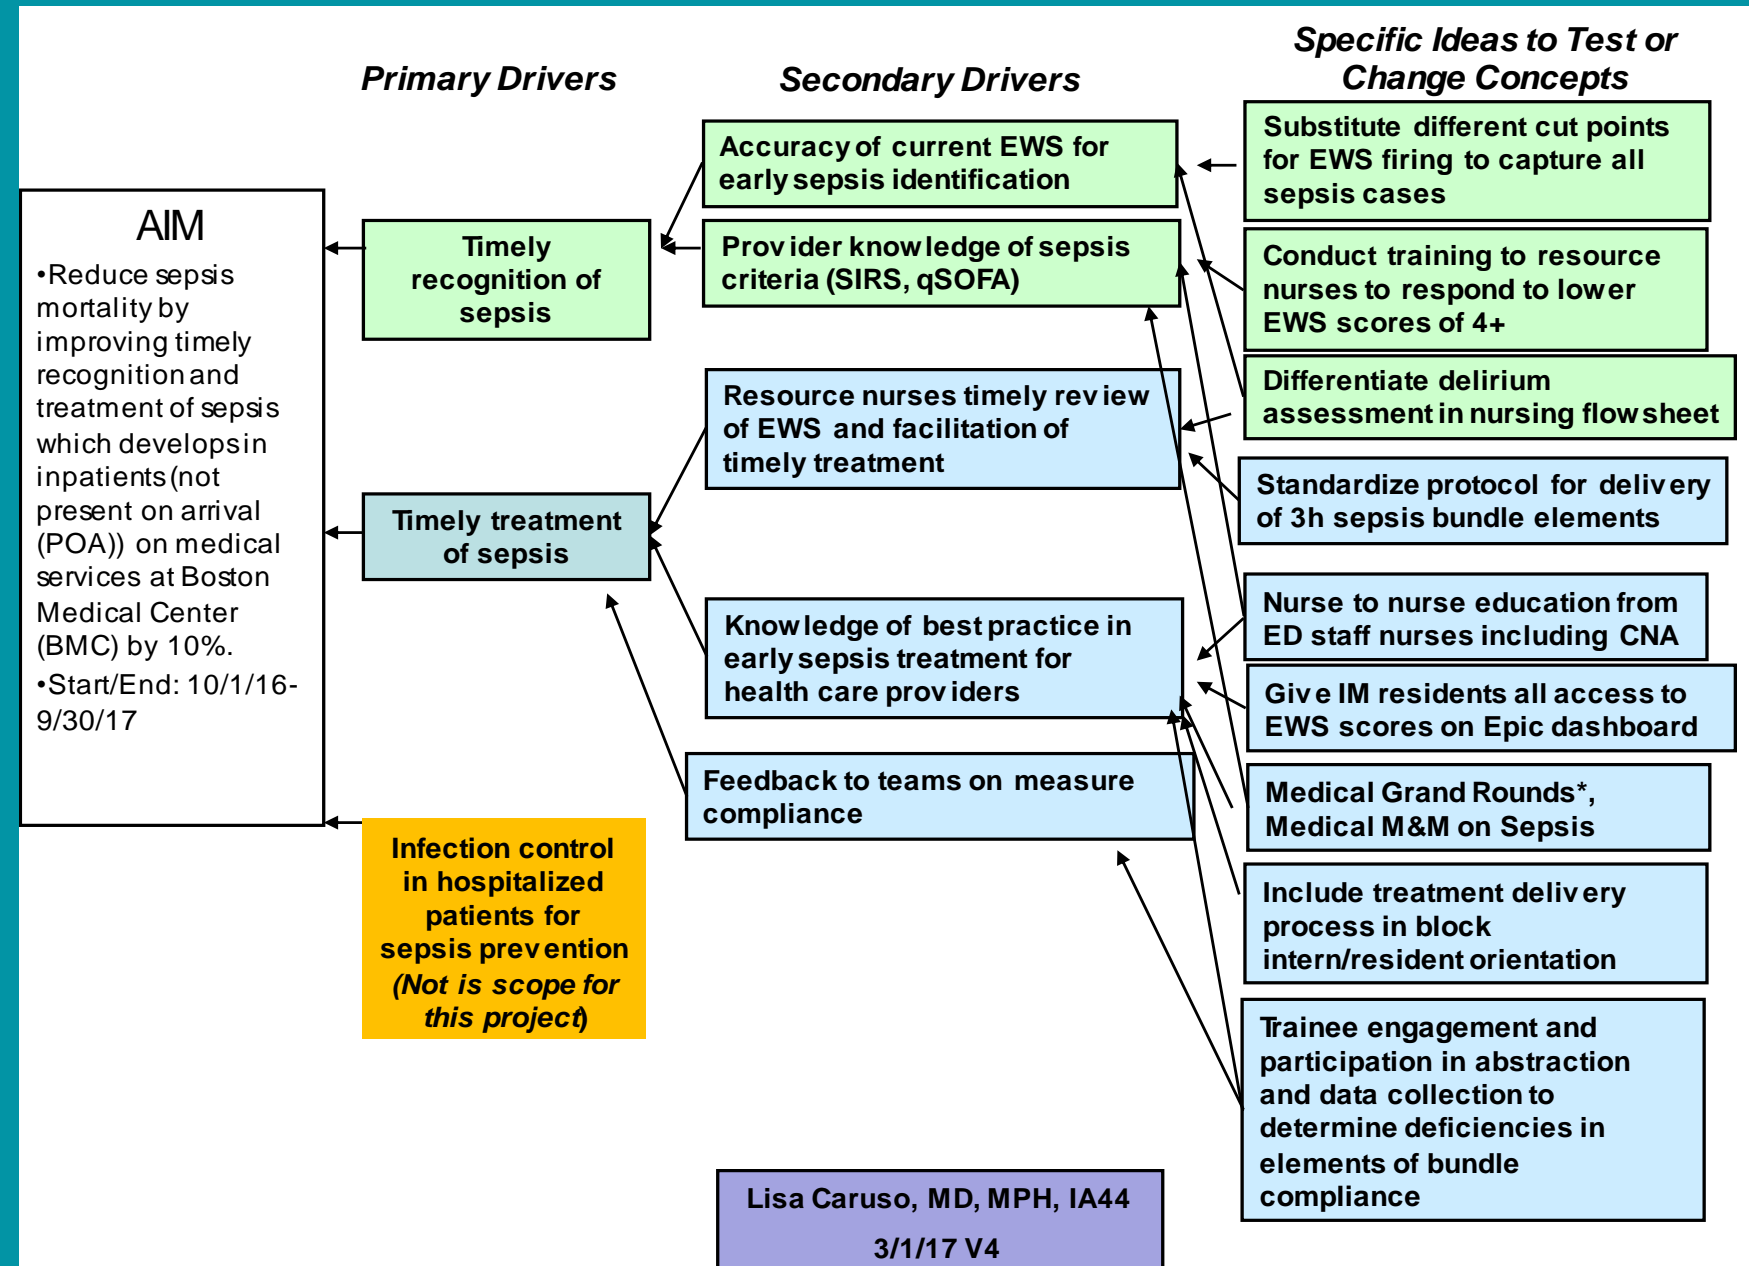 Primary Drivers
Secondary Drivers
Specific Ideas to Test or
Change Concepts
AIM
•Reduce sepsis
mortality by
improving timely
recognition and
treatment of sepsis
which develops in
inpatients (not
present on arrival
(POA)) on medical
services at Boston
Medical Center
(BMC) by 10%.
•Start/End: 10/1/16-
9/30/17
Timely
recognition of
sepsis
Timely treatment
of sepsis
Infection control
in hospitalized
patients for
sepsis prevention
(Not is scope for
this project)
Accuracy of current EWS for
early sepsis identification
Provider knowledge of sepsis
criteria (SIRS, qSOFA)
Resource nurses timely review
of EWS and facilitation of
timely treatment
Knowledge of best practice in
early sepsis treatment for
health care providers
Feedback to teams on measure
compliance
Substitute different cut points
for EWS firing to capture all
sepsis cases
Conduct training to resource
nurses to respond to lower
EWS scores of 4+
Differentiate delirium
assessment in nursing flowsheet
Standardize protocol for delivery
of 3h sepsis bundle elements
Nurse to nurse education from
ED staff nurses including CNA
Give IM residents all access to
EWS scores on Epic dashboard
Medical Grand Rounds*,
Medical M&M on Sepsis
Include treatment delivery
process in block
intern/resident orientation
Trainee engagement and
participation in abstraction
and data collection to
determine deficiencies in
elements of bundle
compliance
Lisa Caruso, MD, MPH, IA44
3/1/17 V4